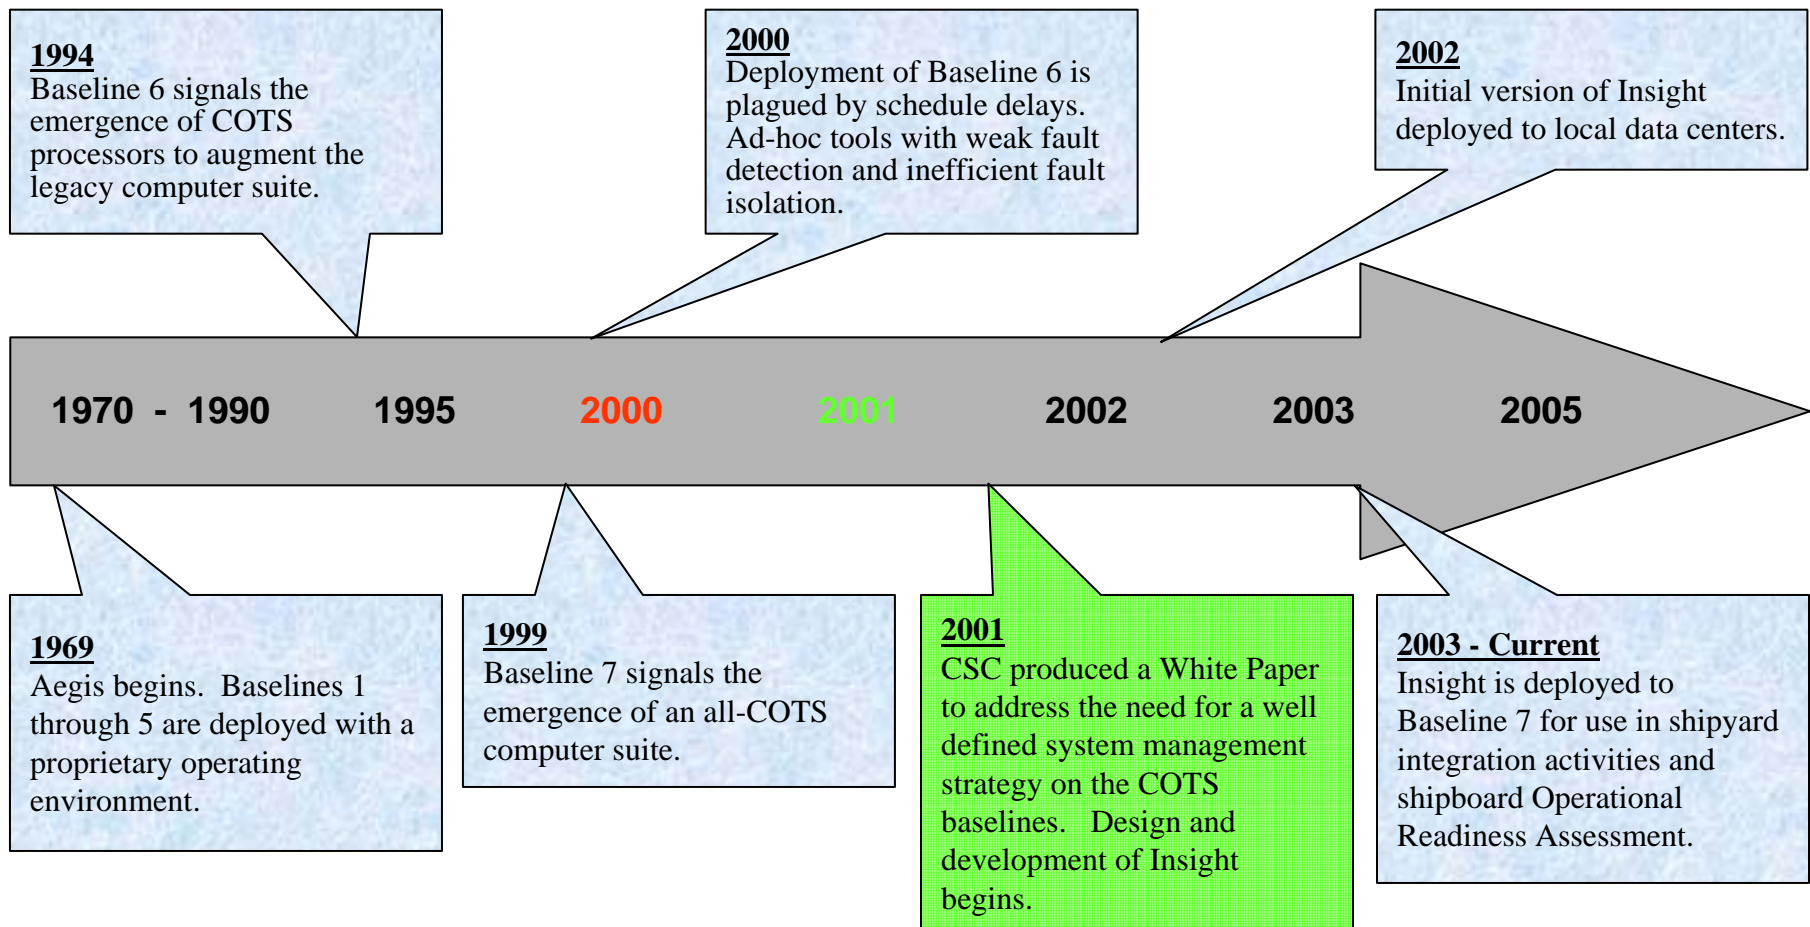 1994
Baseline 6 signals the
emergence of COTS
processors to augment the
legacy computer suite.
2000
Deployment of Baseline 6 is
plagued by schedule delays.
Ad-hoc tools with weak fault
detection and inefficient fault
isolation.
2002
Initial version of Insight
deployed to local data centers.
1970 - 1990 1995 2000 2001 2002 2003 2005
1969
Aegis begins. Baselines 1
through 5 are deployed with a
proprietary operating
environment.
1999
Baseline 7 signals the
emergence of an all-COTS
computer suite.
2001
CSC produced a White Paper
to address the need for a well
defined system management
strategy on the COTS
baselines. Design and
development of Insight
begins.
2003 - Current
Insight is deployed to
Baseline 7 for use in shipyard
integration activities and
shipboard Operational
Readiness Assessment.